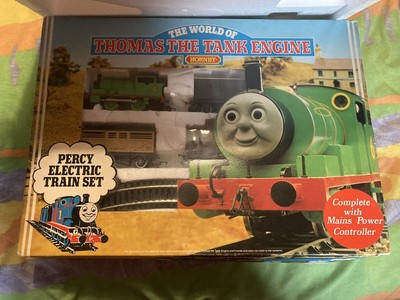 THE WORLD OF
THOMAS THE TANK ENGINE
HORNBY
PERCY
ELECTRIC
TRAIN SET
Complete
with
Mains Power
Controller